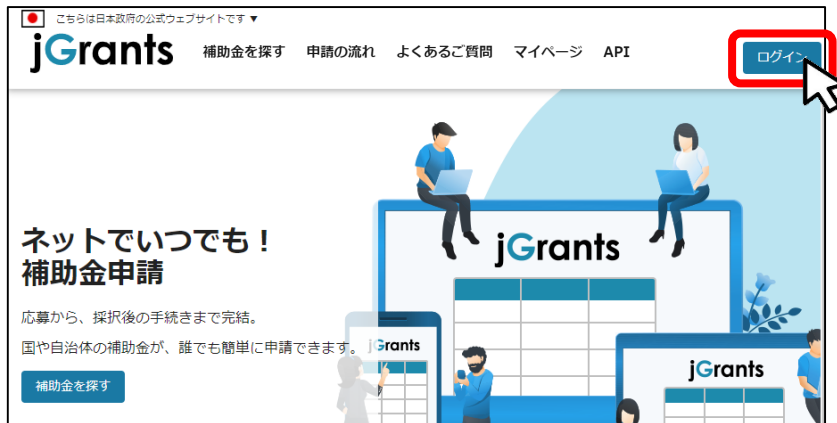 こちらは日本政府の公式ウェブサイトです ▼
jGrants 補助金を探す 申請の流れ よくあるご質問 マイページ API ログイン
ネットでいつでも！
補助金申請
応募から、採択後の手続きまで完結。
国や自治体の補助金が、誰でも簡単に申請できます。
補助金を探す
jGrants
jGrants
jGrants